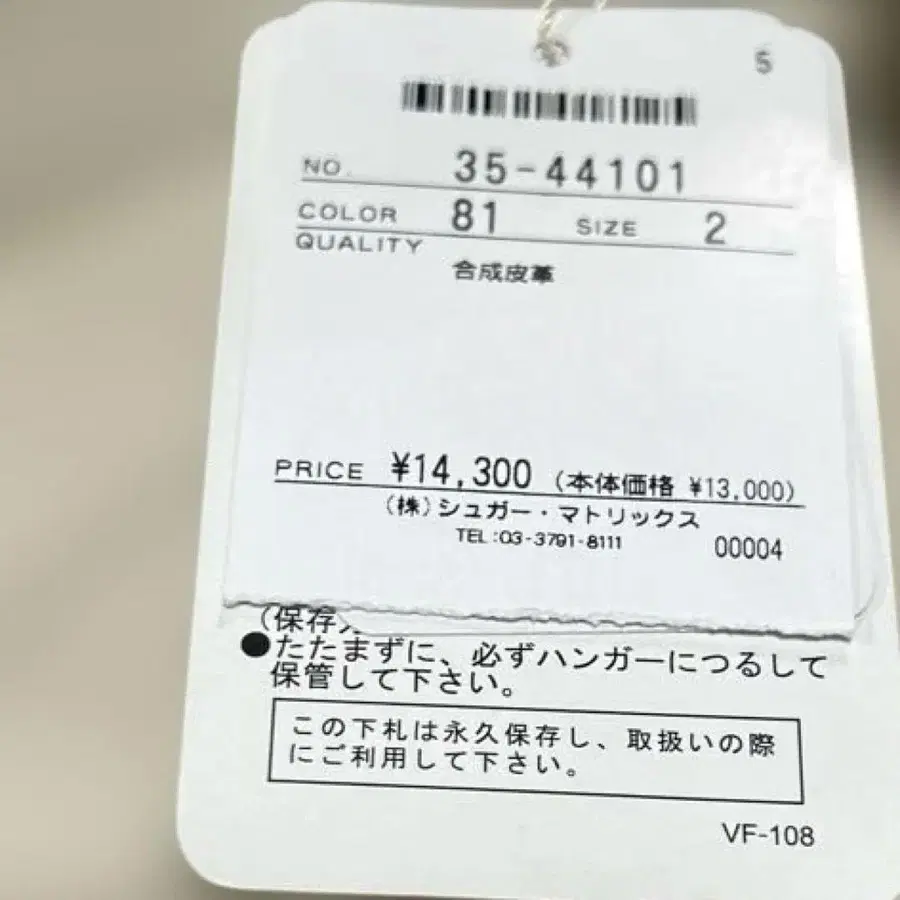 5
NO. 35-44101
COLOR 81 SIZE 2
QUALITY
合成皮革
PRICE ¥14,300 (本体価格 ¥13,000)
(株)シュガー・マトリックス
TEL:03-3791-8111 00004
(保存
●たたまずに、必ずハンガーにつるして
保管して下さい。
この下札は永久保存し、取扱いの際
にご利用して下さい。
VF-108